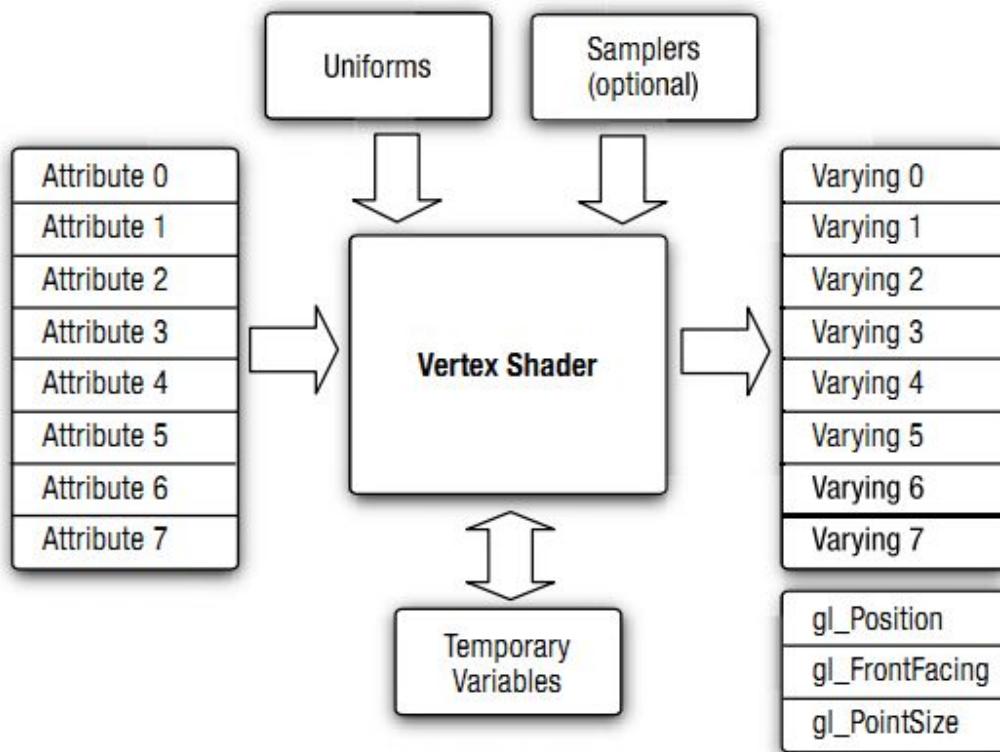 Uniforms
Samplers
(optional)
Attribute 0
Attribute 1
Attribute 2
Attribute 3
Attribute 4
Attribute 5
Attribute 6
Attribute 7
Vertex Shader
Varying 0
Varying 1
Varying 2
Varying 3
Varying 4
Varying 5
Varying 6
Varying 7
Temporary
Variables
gl_Position
gl_FrontFacing
gl_PointSize